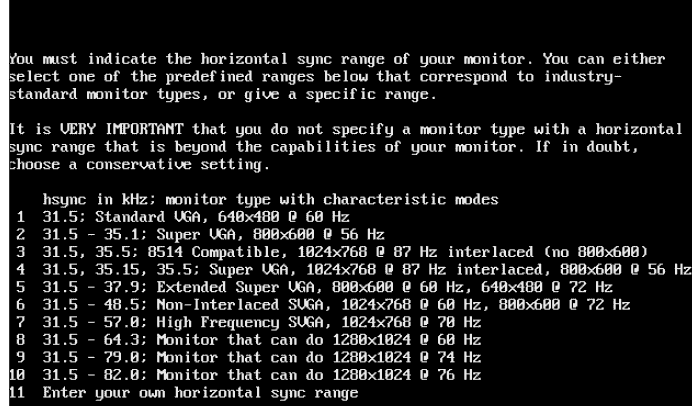 You must indicate the horizontal sync range of your monitor. You can either
select one of the predefined ranges below that correspond to industry-
standard monitor types, or give a specific range.
It is VERY IMPORTANT that you do not specify a monitor type with a horizontal
sync range that is beyond the capabilities of your monitor. If in doubt,
choose a conservative setting.
hsync in kHz; monitor type with characteristic modes
1 31.5; Standard VGA, 640x480 @ 60 Hz
2 31.5 - 35.1; Super VGA, 800x600 @ 56 Hz
3 31.5, 35.5; 8514 Compatible, 1024x768 @ 87 Hz interlaced (no 800x600)
4 31.5, 35.15, 35.5; Super VGA, 1024x768 @ 87 Hz interlaced, 800x600 @ 56 Hz
5 31.5 - 37.9; Extended Super VGA, 800x600 @ 60 Hz, 640x480 @ 72 Hz
6 31.5 - 48.5; Non-Interlaced SVGA, 1024x768 @ 60 Hz, 800x600 @ 72 Hz
7 31.5 - 57.0; High Frequency SVGA, 1024x768 @ 70 Hz
8 31.5 - 64.3; Monitor that can do 1280x1024 @ 60 Hz
9 31.5 - 79.0; Monitor that can do 1280x1024 @ 74 Hz
10 31.5 - 82.0; Monitor that can do 1280x1024 @ 76 Hz
11 Enter your own horizontal sync range